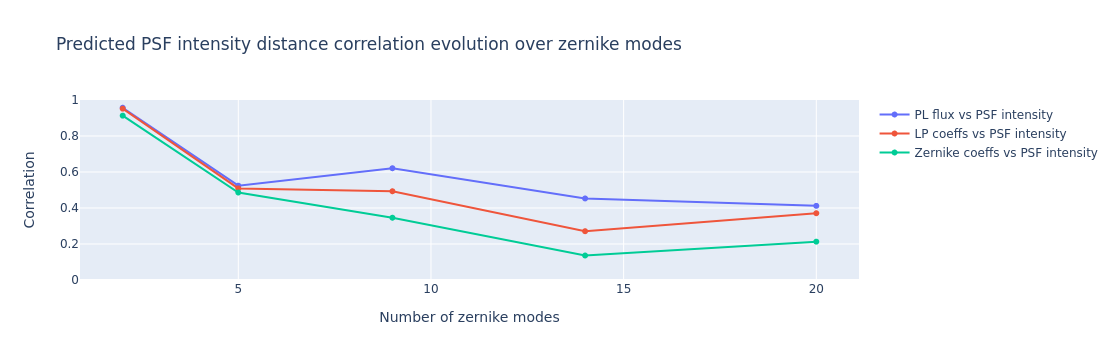 Predicted PSF intensity distance correlation evolution over zernike modes
1
0.8
0.6
0.4
0.2
0
Correlation
5
10
15
20
Number of zernike modes
PL flux vs PSF intensity
LP coeffs vs PSF intensity
Zernike coeffs vs PSF intensity